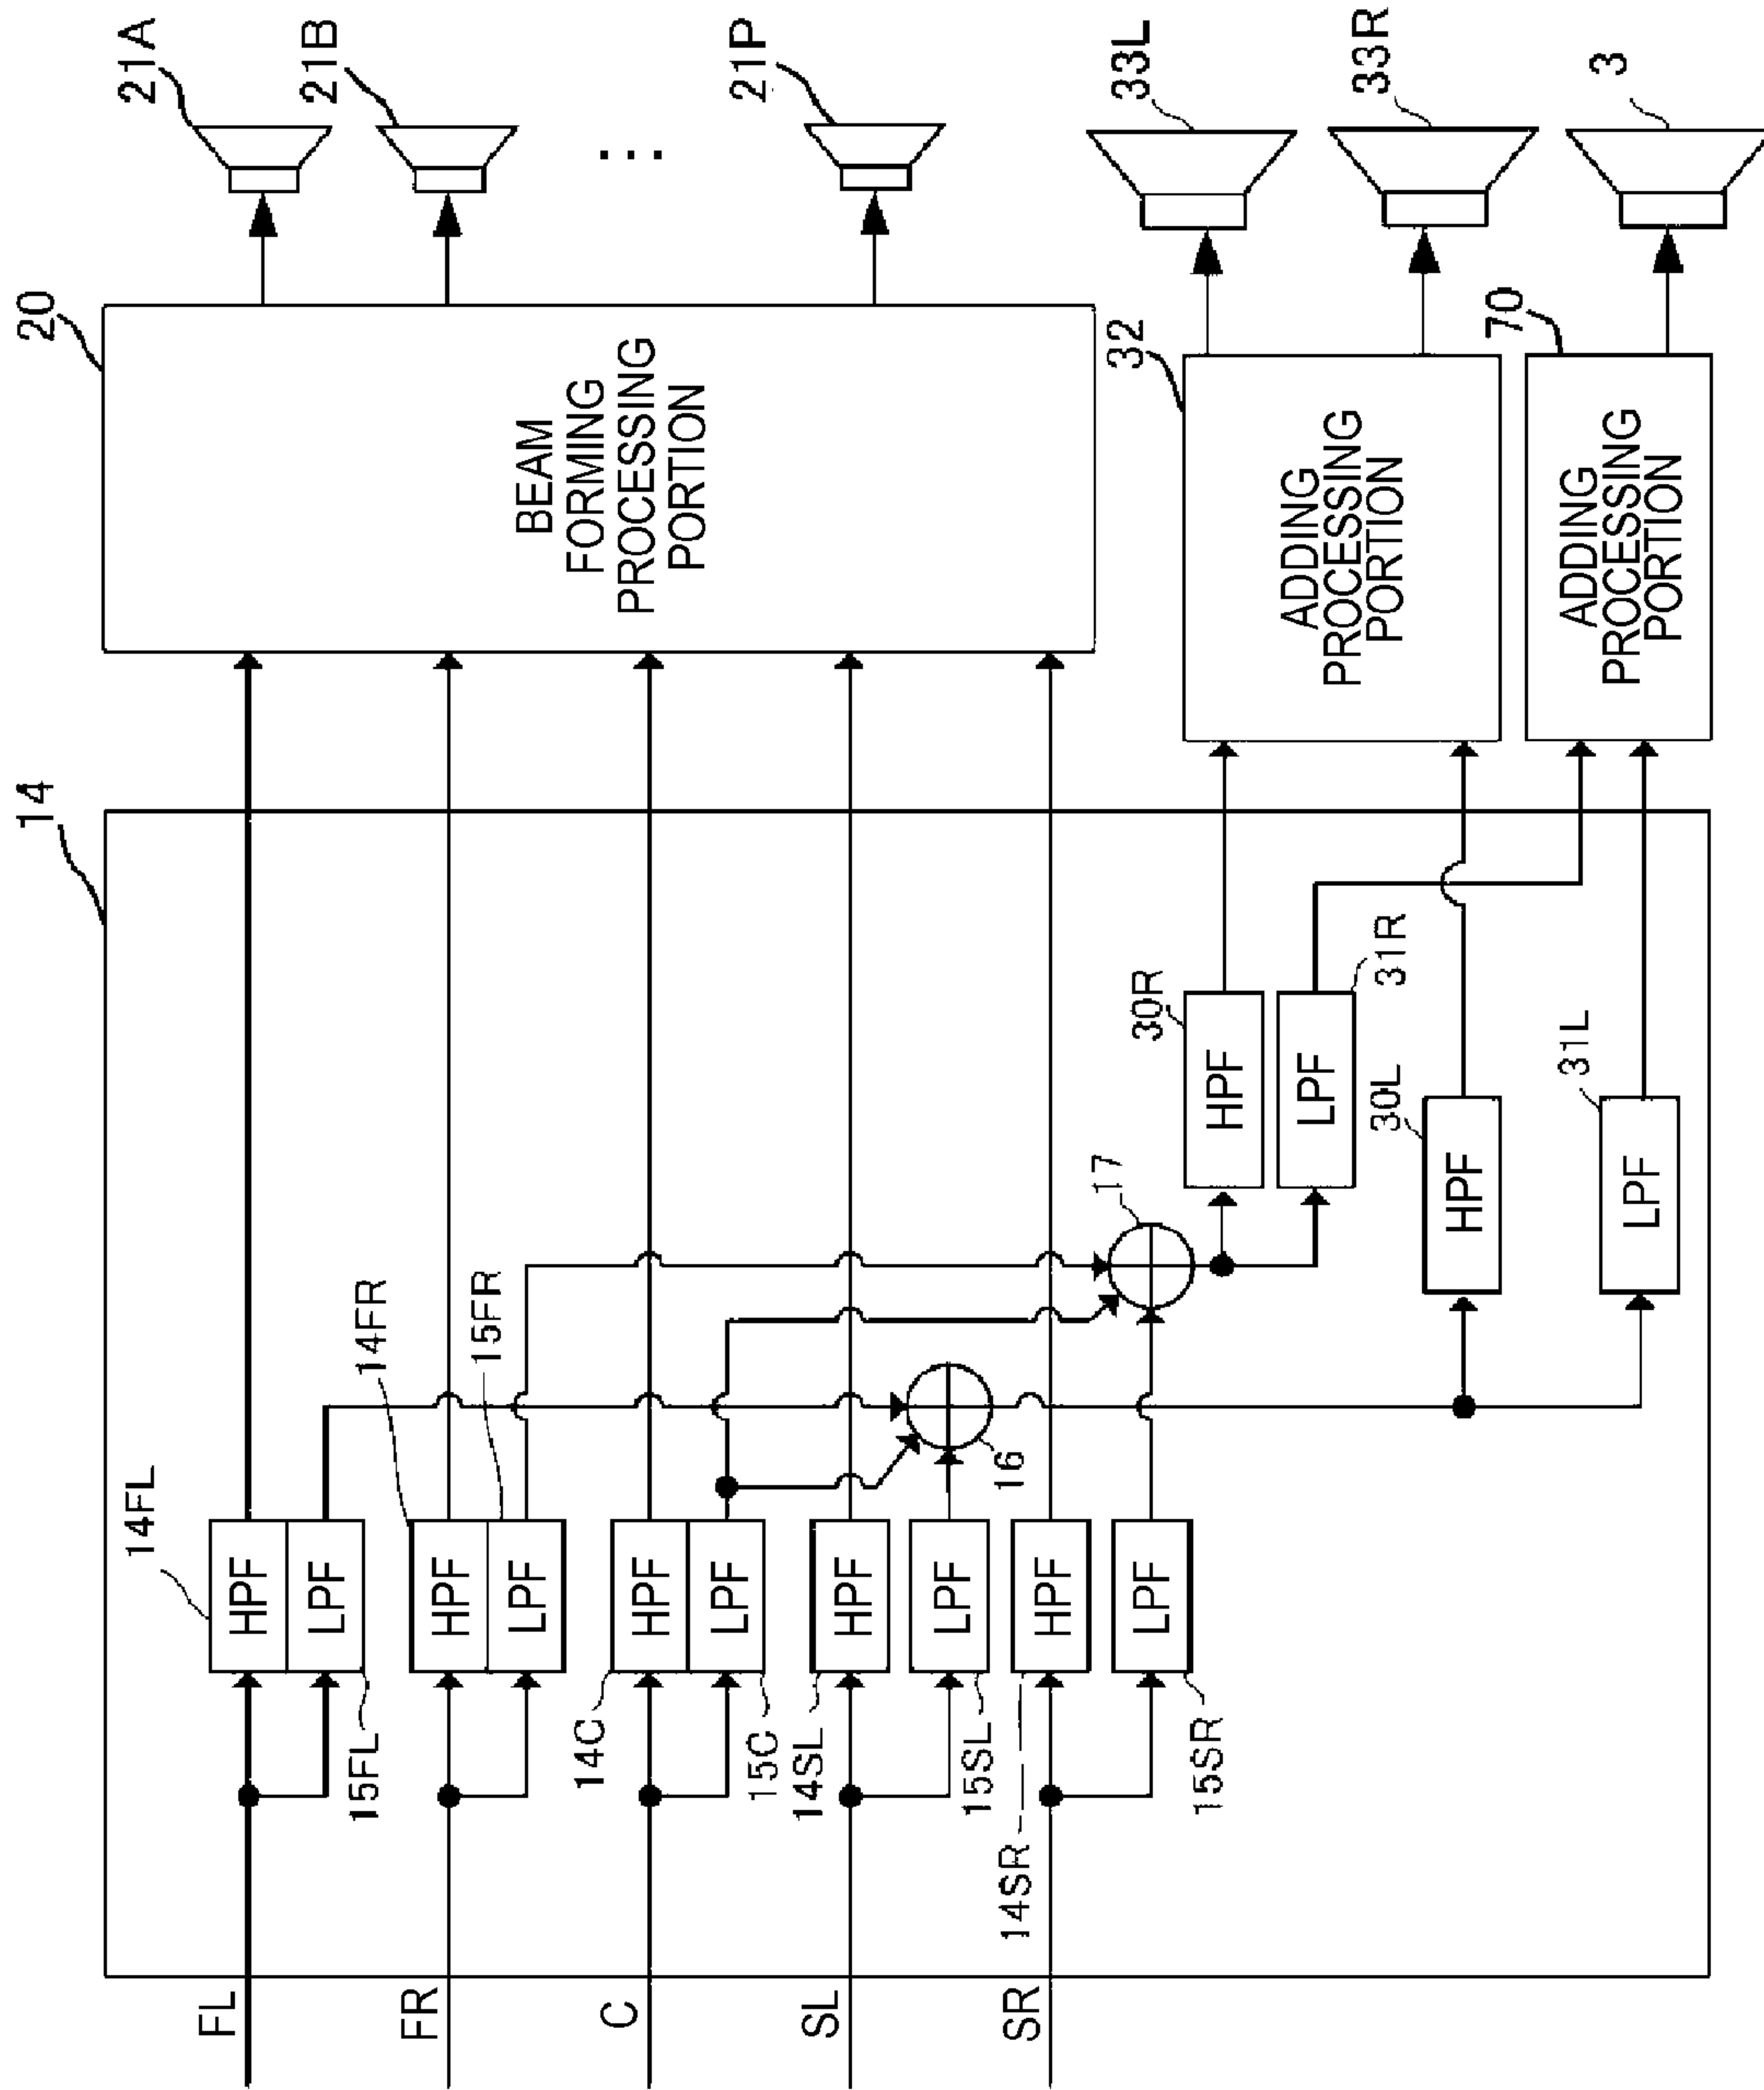 14
20
21A
21B
21P
33L
33R
3
32
70
BEAM
FORMING
PROCESSING
PORTION
ADDING
PROCESSING
PORTION
ADDING
PROCESSING
PORTION
FL
FR
C
SL
SR
14FL
HPF
LPF
15FL
14FR
15FR
HPF
LPF
14C
HPF
LPF
15C
14SL
HPF
LPF
15SL
14SR
HPF
LPF
15SR
16
17
30R
HPF
LPF
31R
30L
HPF
31L
LPF
...